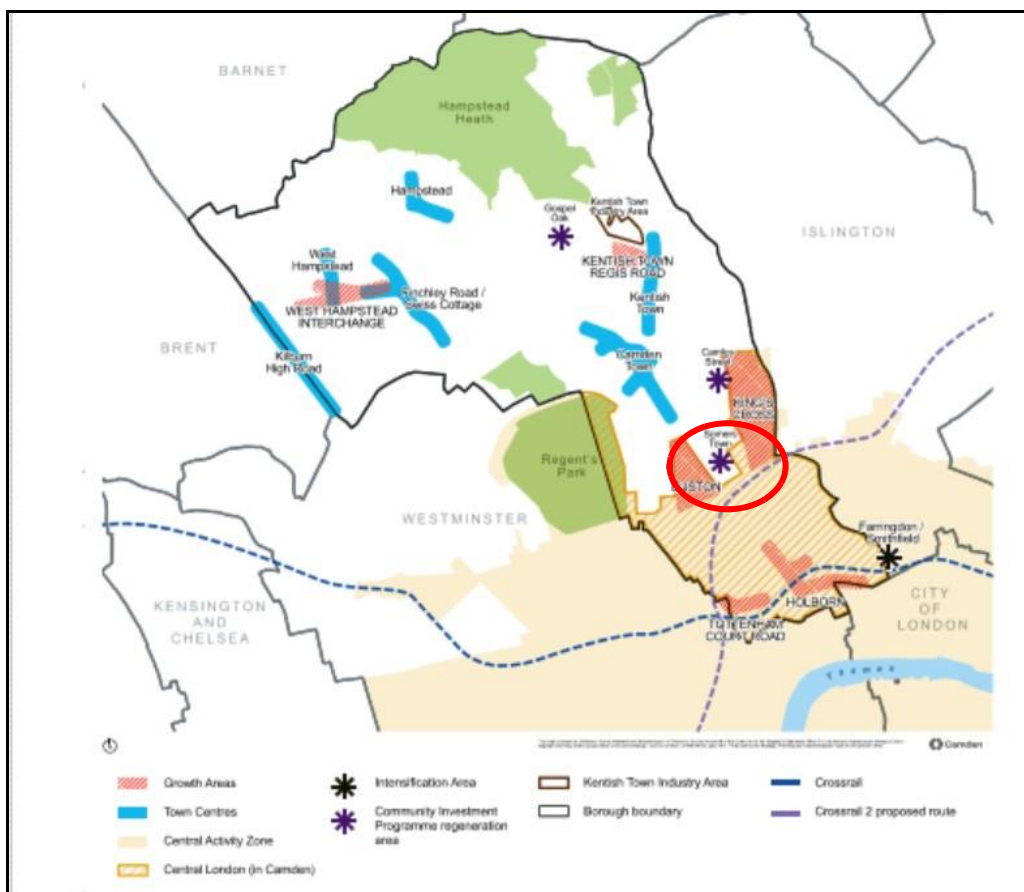 BARNET
Hampstead
Heath
Hampstead
Gospel
Oak
Kentish Town
Industry Area
ISLINGTON
KENTISH TOWN
REGIS ROAD
West
Hampstead
Finchley Road /
Swiss Cottage
WEST HAMPSTEAD
INTERCHANGE
Kentish
Town
BRENT
Kilburn
High Road
Camden
Town
Street
KING'S
CROSS
Somers
Town
Regent's
Park
EUSTON
WESTMINSTER
Farringdon /
Smithfield
KENSINGTON
AND
CHELSEA
HOLBORN
CITY
OF
LONDON
TOTTENHAM
COURT ROAD
Thames
Camden
Growth Areas
Town Centres
Central Activity Zone
Central London (in Camden)
Intensification Area
Community Investment
Programme regeneration
area
Kentish Town Industry Area
Borough boundary
Crossrail
Crossrail 2 proposed route